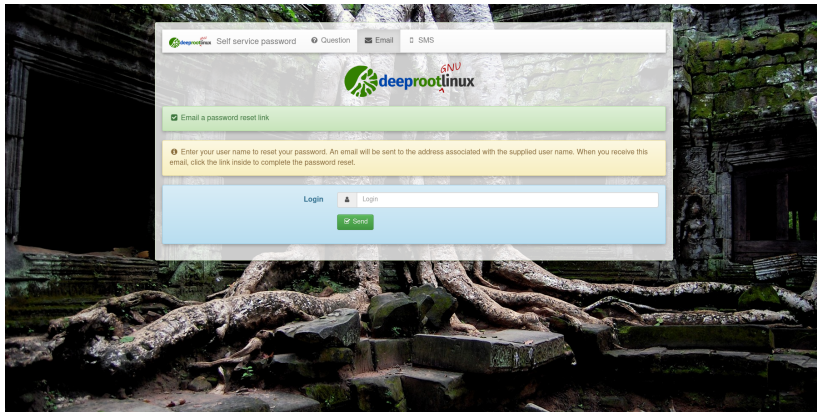 deeprootlinux GNU Self service password Question Email SMS
GNU
deeprootlinux
Email a password reset link
Enter your user name to reset your password. An email will be sent to the address associated with the supplied user name. When you receive this
email, click the link inside to complete the password reset.
Login Login
Send